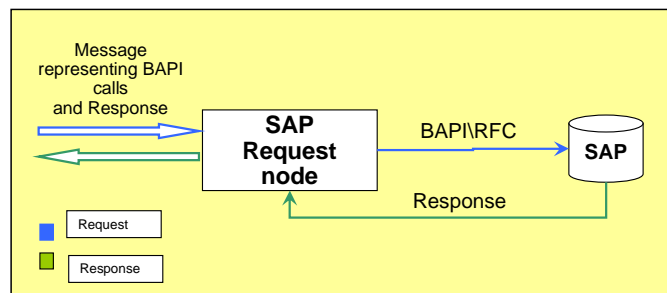 Message
representing BAPI
calls
and Response
SAP
Request
node
BAPI\RFC
SAP
Response
Request
Response